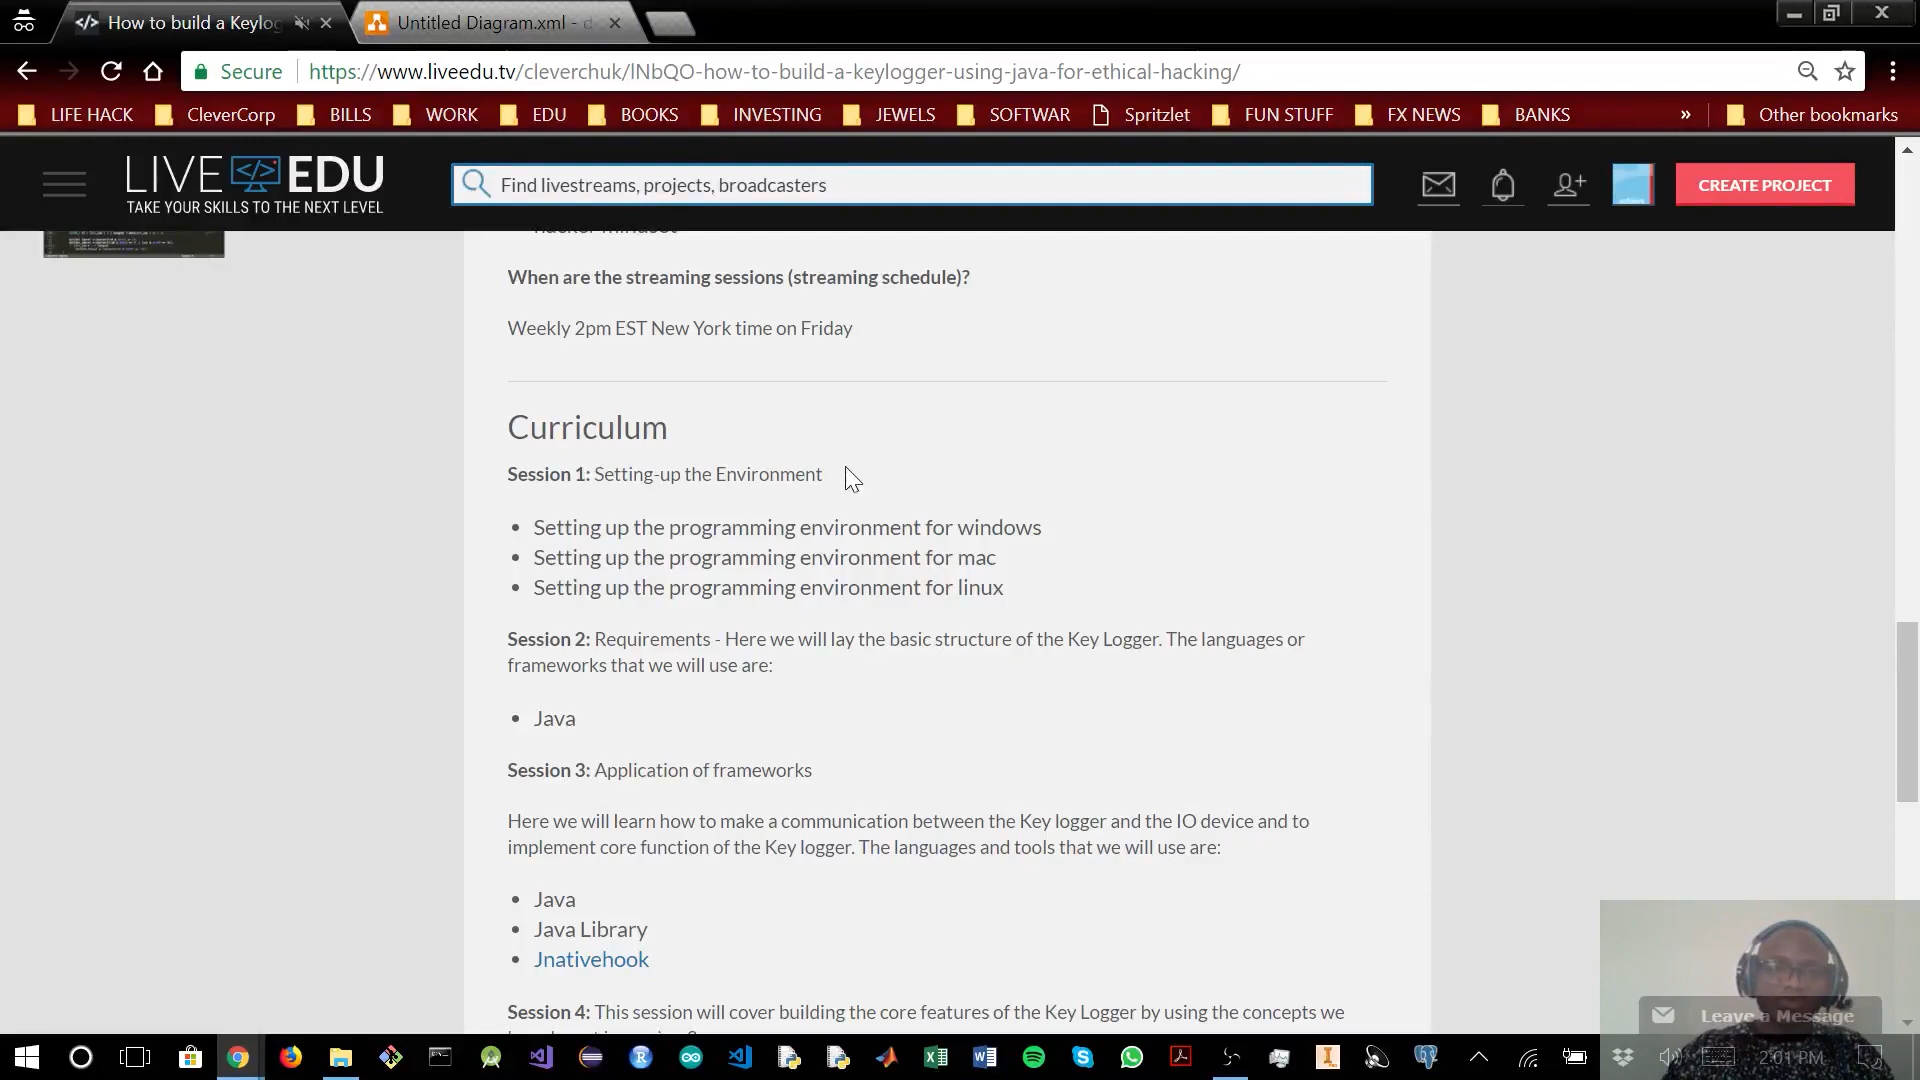 How to build a Keylog
Untitled Diagram.xml - d
Secure
https://www.liveedu.tv/cleverchuk/lNbQO-how-to-build-a-keylogger-using-java-for-ethical-hacking/
LIFE HACK CleverCorp BILLS WORK EDU BOOKS INVESTING JEWELS SOFTWAR Spritzlet FUN STUFF FX NEWS BANKS » Other bookmarks
LIVE </> EDU
TAKE YOUR SKILLS TO THE NEXT LEVEL
Find livestreams, projects, broadcasters
CREATE PROJECT
When are the streaming sessions (streaming schedule)?
Weekly 2pm EST New York time on Friday
Curriculum
Session 1: Setting-up the Environment
• Setting up the programming environment for windows
• Setting up the programming environment for mac
• Setting up the programming environment for linux
Session 2: Requirements - Here we will lay the basic structure of the Key Logger. The languages or
frameworks that we will use are:
• Java
Session 3: Application of frameworks
Here we will learn how to make a communication between the Key logger and the IO device and to
implement core function of the Key logger. The languages and tools that we will use are:
• Java
• Java Library
• Jnativehook
Session 4: This session will cover building the core features of the Key Logger by using the concepts we
Leave a Message
2:01 PM